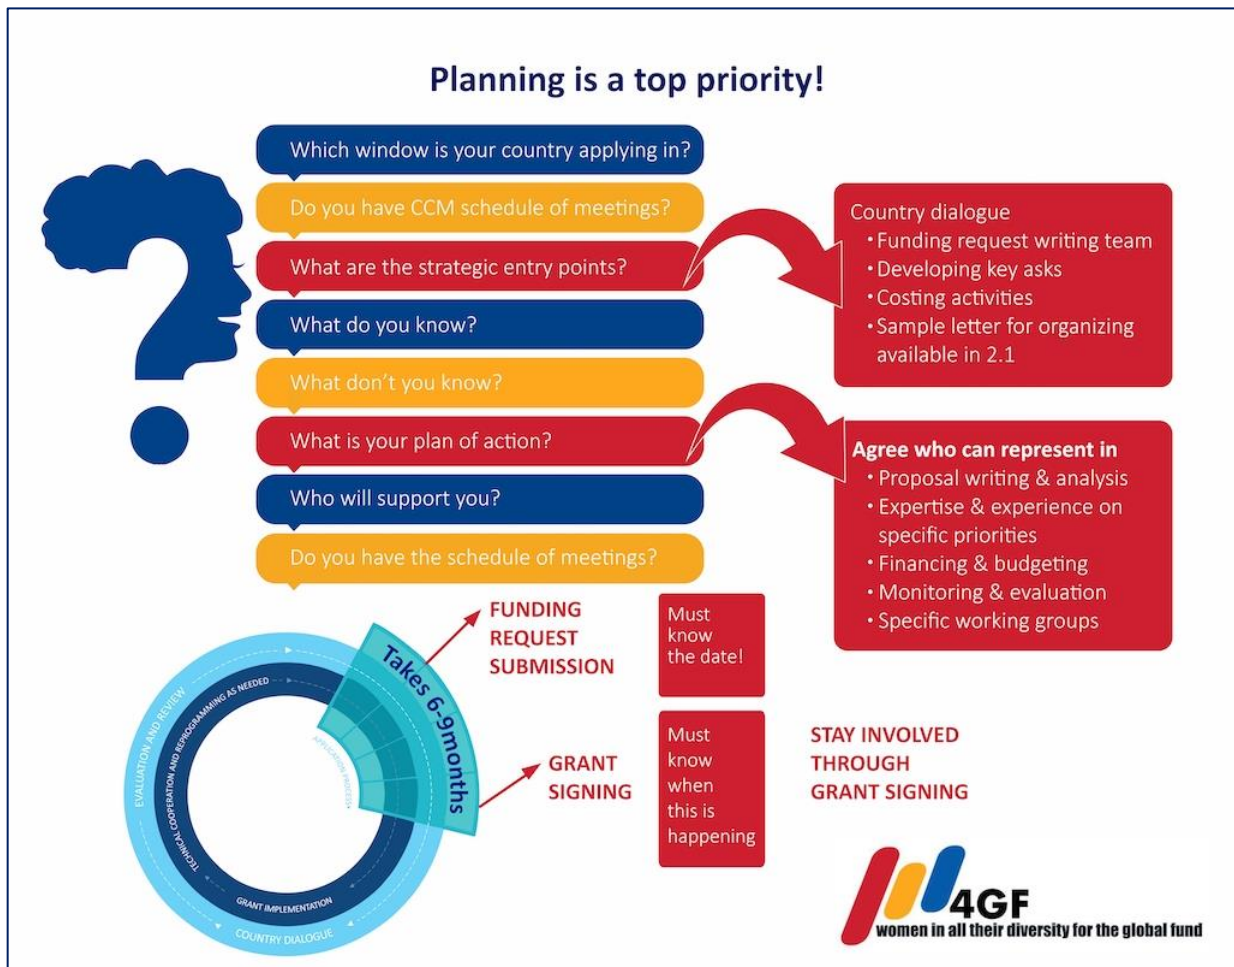 Planning is a top priority!
Which window is your country applying in?
Do you have CCM schedule of meetings?
What are the strategic entry points?
What do you know?
What don't you know?
What is your plan of action?
Who will support you?
Do you have the schedule of meetings?
Country dialogue
• Funding request writing team
• Developing key asks
• Costing activities
• Sample letter for organizing
available in 2.1
Agree who can represent in
• Proposal writing & analysis
• Expertise & experience on
specific priorities
• Financing & budgeting
• Monitoring & evaluation
• Specific working groups
FUNDING
REQUEST
SUBMISSION
Must
know
the date!
Takes 6-9months
EVALUATION AND REVIEW
TECHNICAL COOPERATION AND REPROGRAMMING AS NEEDED
APPLICATION PROCESS
GRANT IMPLEMENTATION
COUNTRY DIALOGUE
GRANT
SIGNING
Must
know
when
this is
happening
STAY INVOLVED
THROUGH
GRANT SIGNING
4GF
women in all their diversity for the global fund